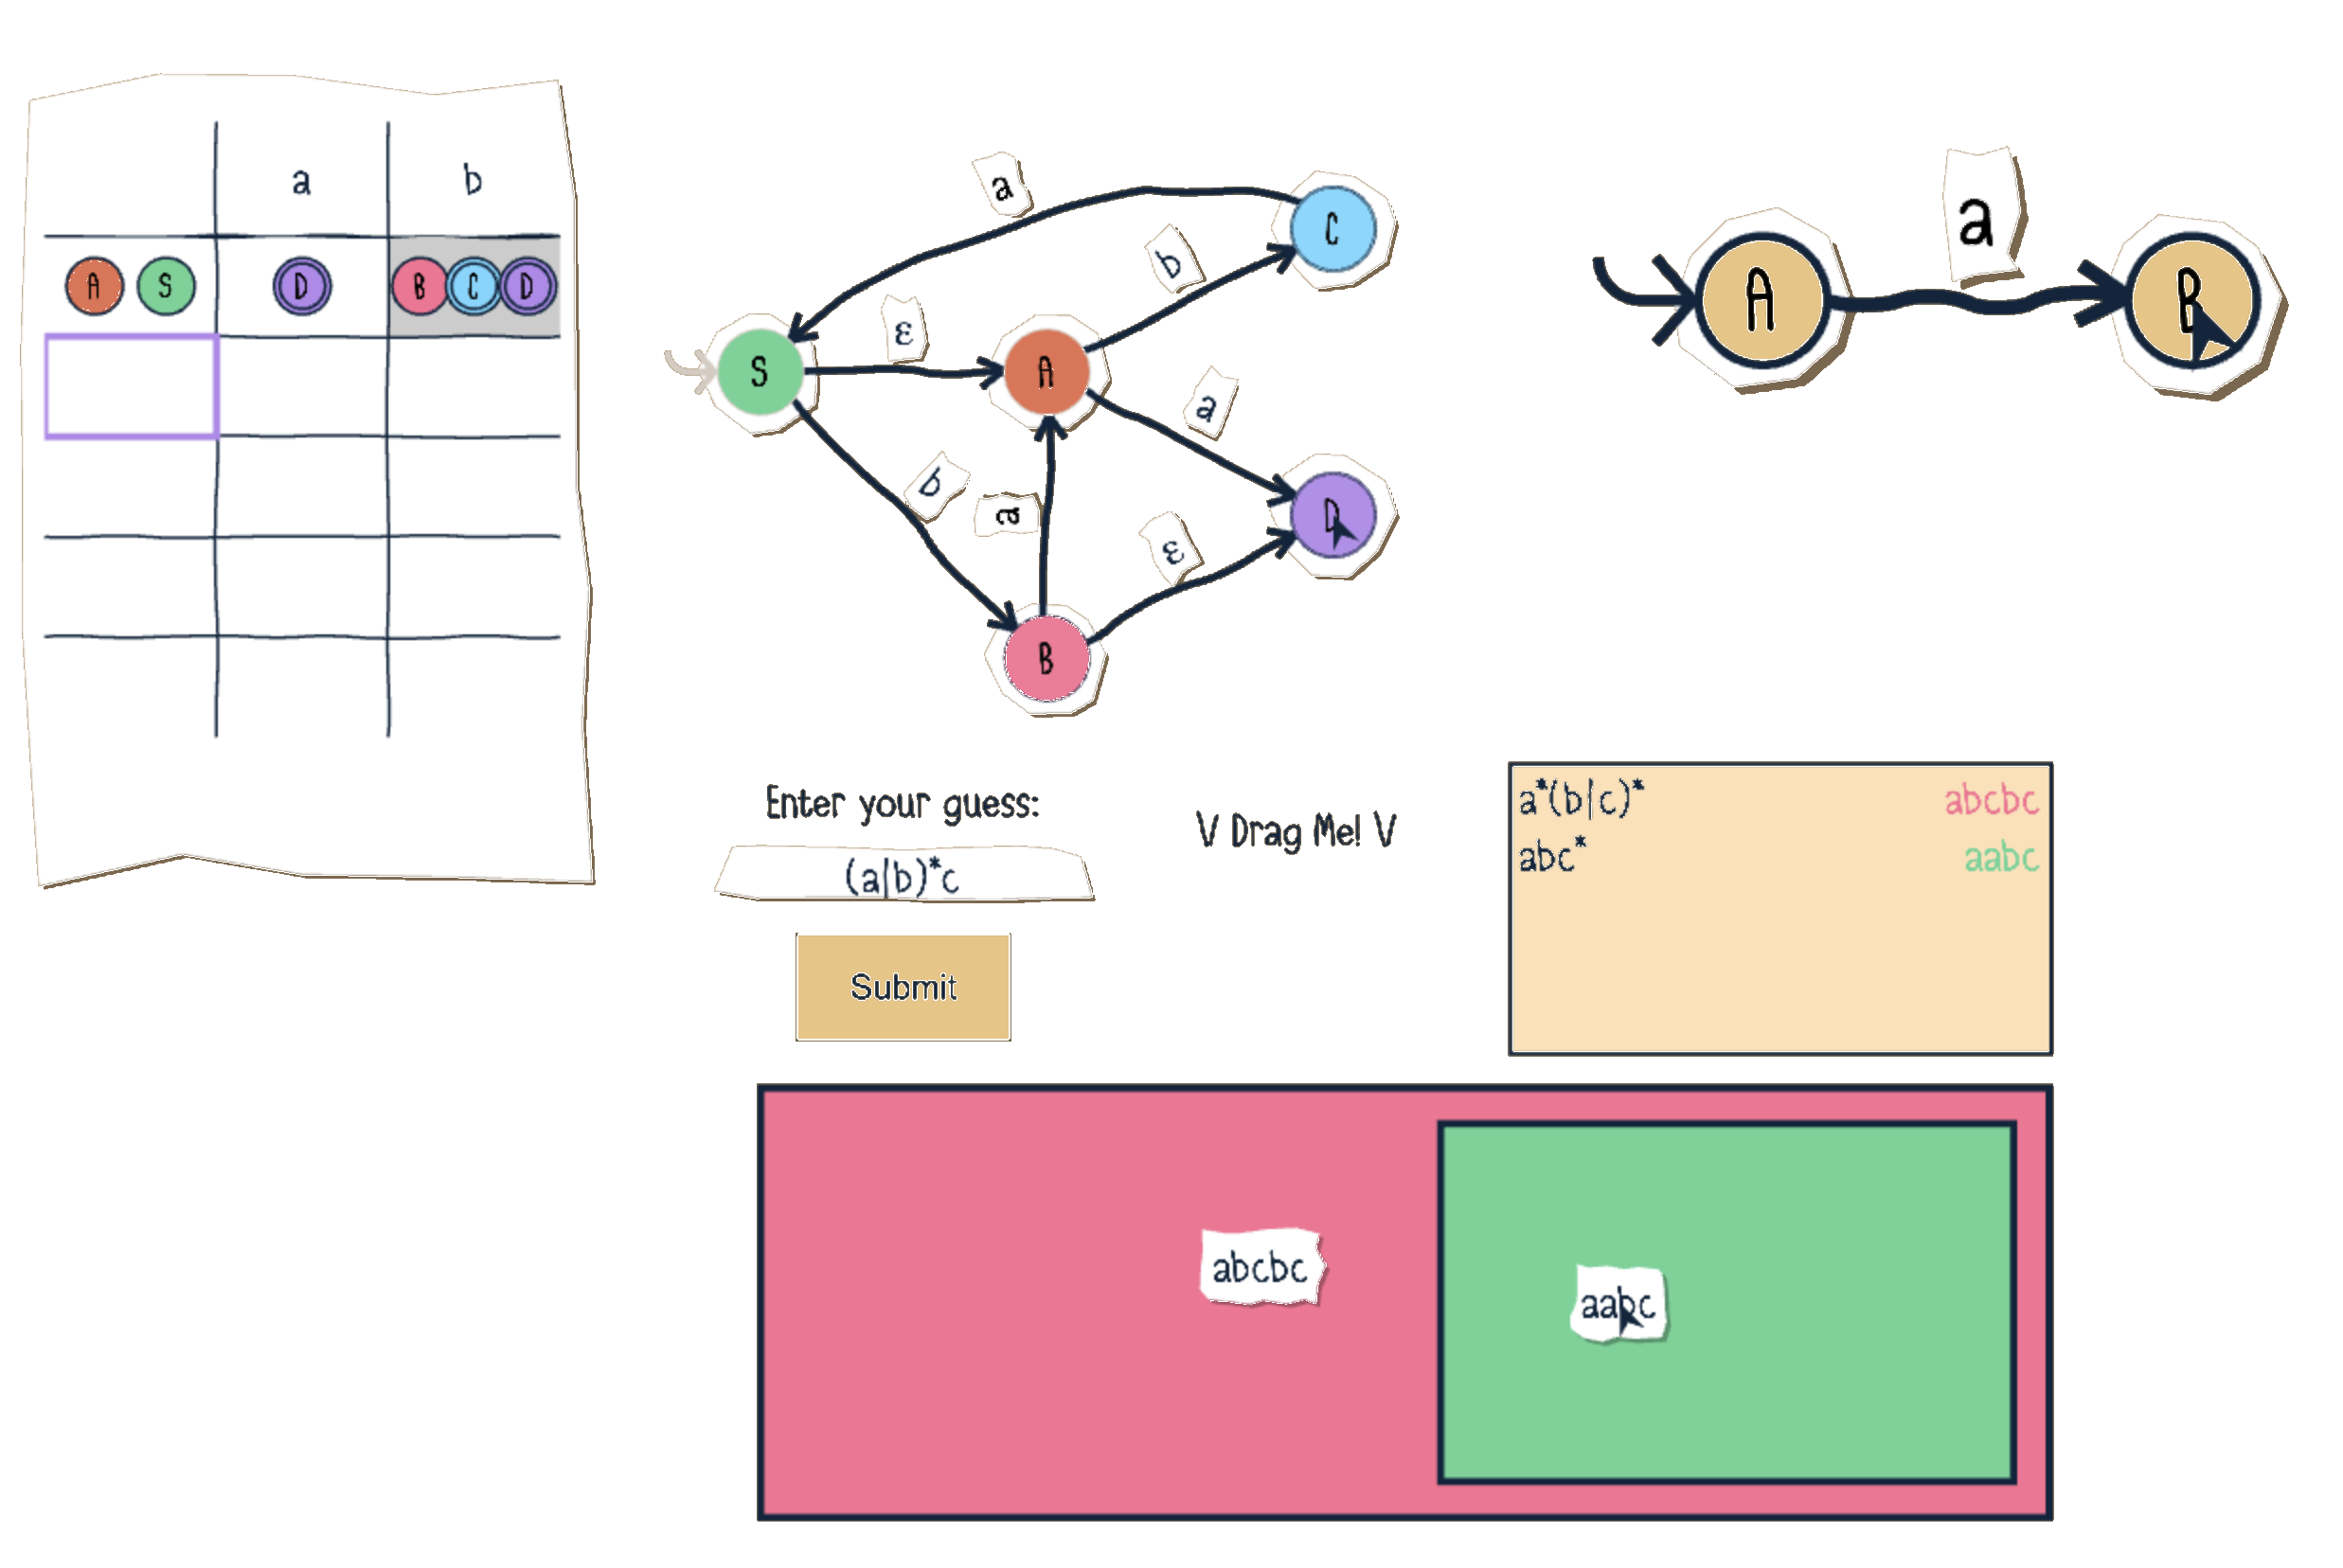 a b
A S D B C D
a
C
b
ε
S
A
a
b
a
ε
D
B
a
A
B
Enter your guess:
(a|b)*c
Submit
V Drag Me! V
a*(b|c)* abcbc
abc* aabc
abcbc
aabc